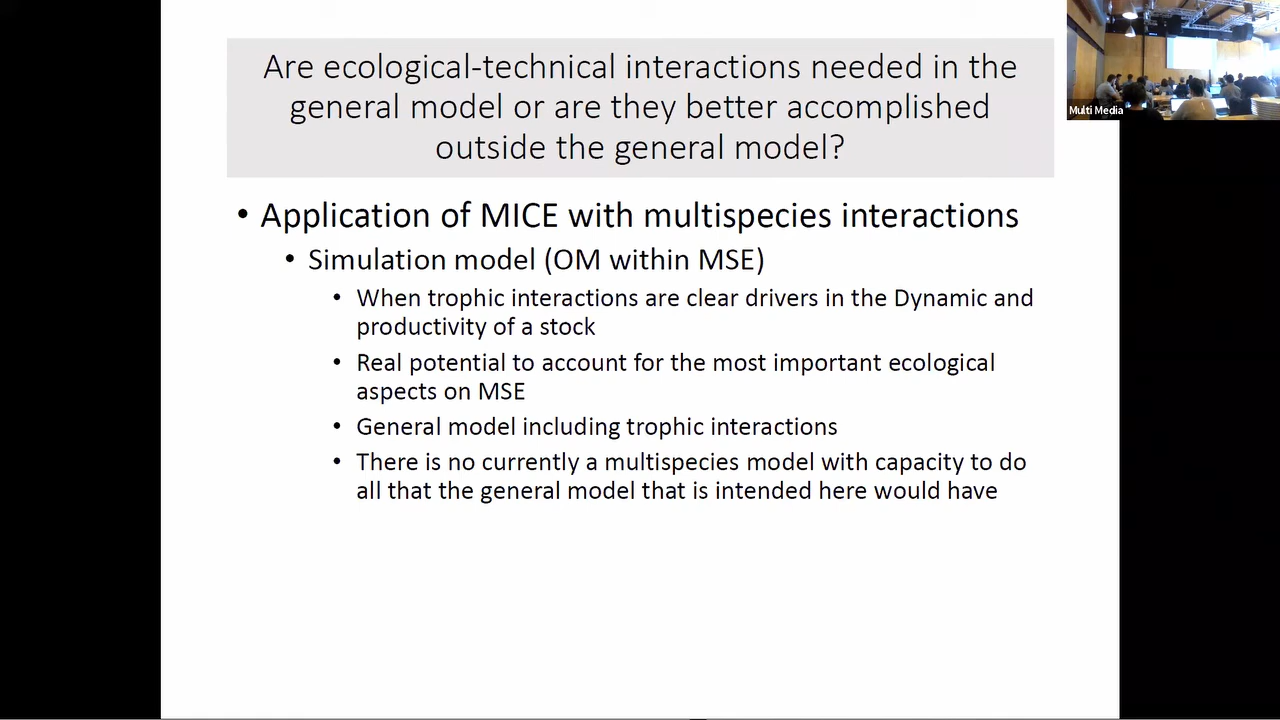 Are ecological-technical interactions needed in the
general model or are they better accomplished
outside the general model?
Multi Media
• Application of MICE with multispecies interactions
• Simulation model (OM within MSE)
• When trophic interactions are clear drivers in the Dynamic and
productivity of a stock
• Real potential to account for the most important ecological
aspects on MSE
• General model including trophic interactions
• There is no currently a multispecies model with capacity to do
all that the general model that is intended here would have